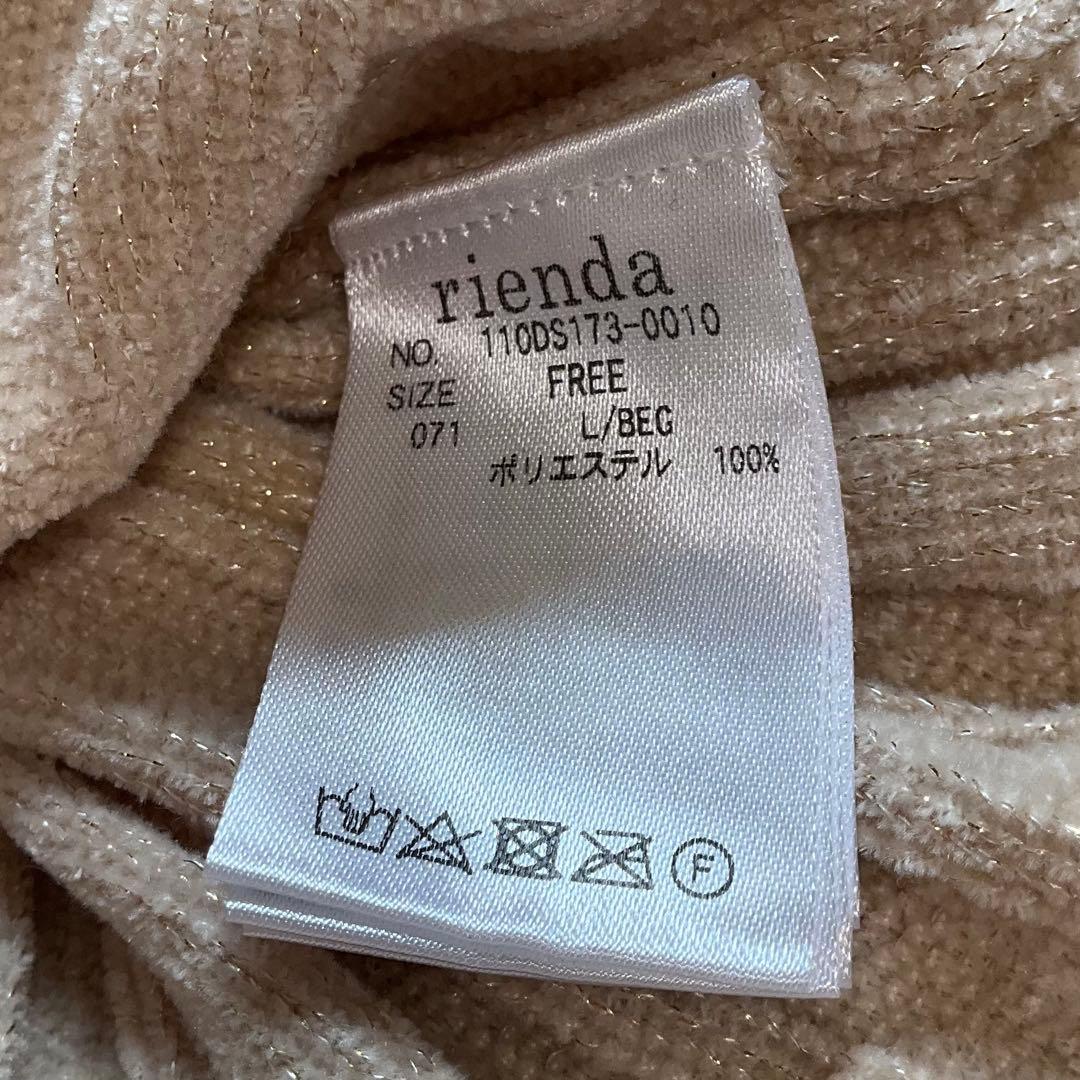 rienda
NO. 110DS173-0010
SIZE FREE
071 L/BEG
ポリエステル 100%
F